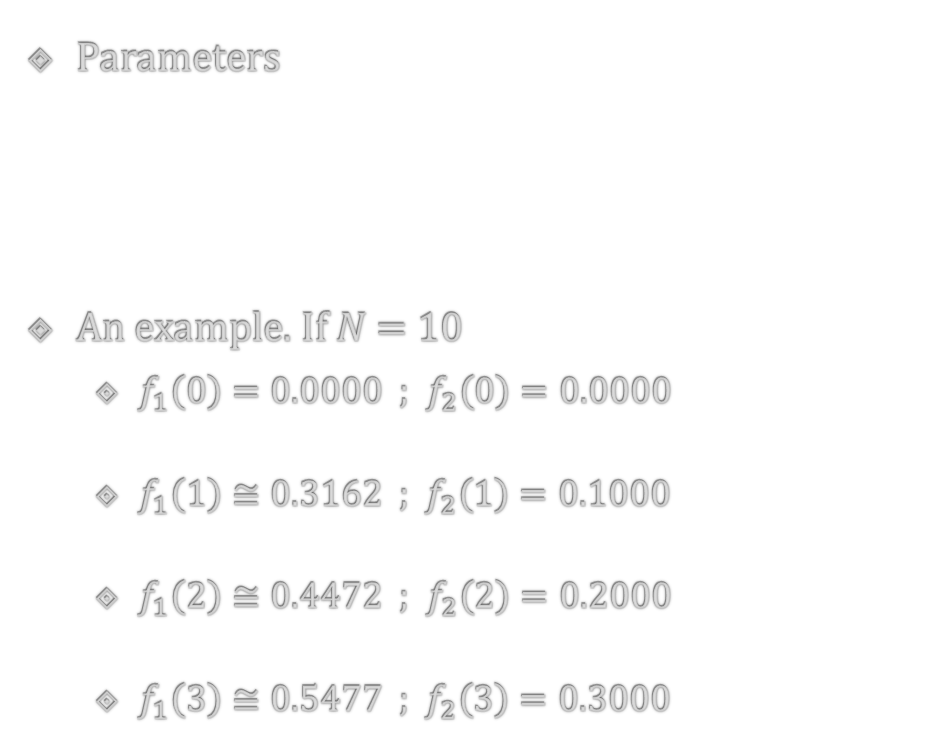 Parameters
An example. If N = 10
f₁(0) = 0.0000 ; f₂(0) = 0.0000
f₁(1) ≅ 0.3162 ; f₂(1) = 0.1000
f₁(2) ≅ 0.4472 ; f₂(2) = 0.2000
f₁(3) ≅ 0.5477 ; f₂(3) = 0.3000